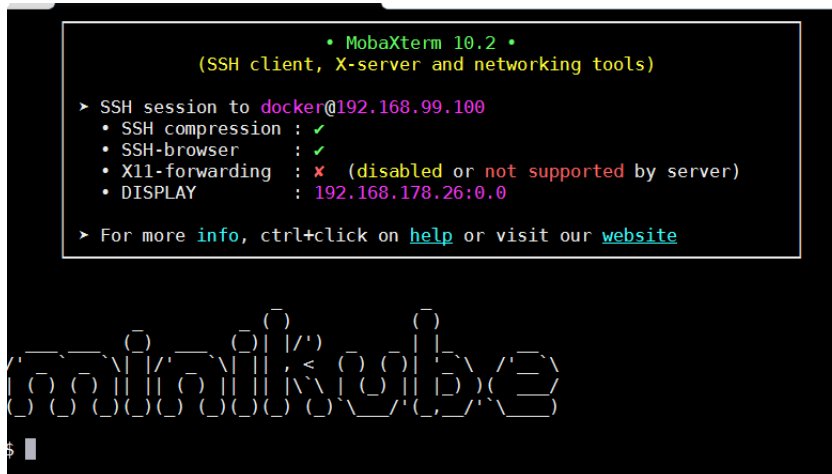 • MobaXterm 10.2 •
(SSH client, X-server and networking tools)
➤ SSH session to docker@192.168.99.100
• SSH compression : ✔
• SSH-browser : ✔
• X11-forwarding : ✘ (disabled or not supported by server)
• DISPLAY : 192.168.178.26:0.0
➤ For more info, ctrl+click on help or visit our website
minikube
$